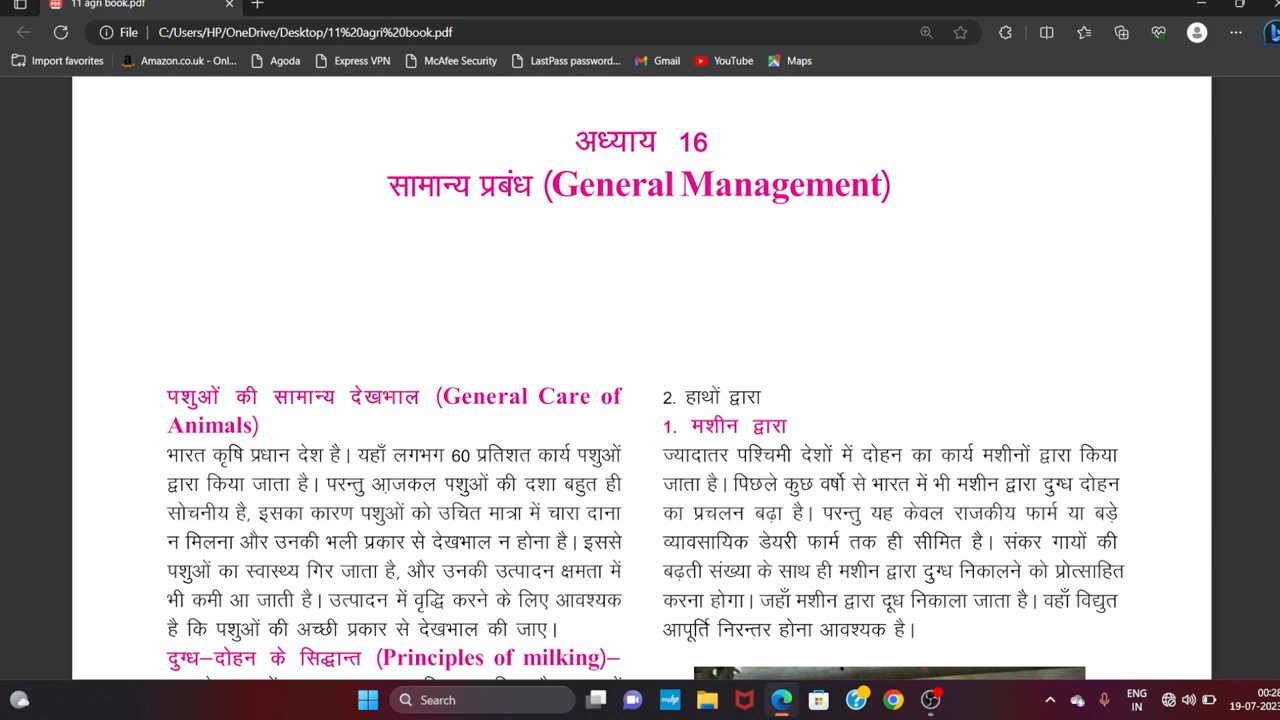 11 agri book.pdf
File
C:/Users/HP/OneDrive/Desktop/11%20agri%20book.pdf
Import favorites
Amazon.co.uk - Onl...
Agoda
Express VPN
McAfee Security
LastPass password...
Gmail
YouTube
Maps
अध्याय 16
सामान्य प्रबंध (General Management)
पशुओं की सामान्य देखभाल (General Care of
Animals)
भारत कृषि प्रधान देश है। यहाँ लगभग 60 प्रतिशत कार्य पशुओं
द्वारा किया जाता है। परन्तु आ़जकल पशुओं की दशा बहुत ही
सोचनीय है, इसका कारण पशुओं को उचित मात्रा में चारा दाना
न मिलना और उनकी भली प्रकार से देखभाल न होना है। इससे
पशुओं का स्वास्थ्य गिर जाता है, और उनकी उत्पादन क्षमता में
भी कमी आ जाती है। उत्पादन में वृद्धि करने के लिए आवश्यक
है कि पशुओं की अच्छी प्रकार से देखभाल की जाए।
दुग्ध–दोहन के सिद्धान्त (Principles of milking)–
2. हाथों द्वारा
1. मशीन द्वारा
ज्यादातर पश्चिमी देशों में दोहन का कार्य मशीनों द्वारा किया
जाता है। पिछले कुछ वर्षो से भारत में भी मशीन द्वारा दुग्ध दोहन
का प्रचलन बढ़ा है। परन्तु यह केवल राजकीय फार्म या बड़े
व्यावसायिक डेयरी फार्म तक ही सीमित है। संकर गायों की
बढ़ती संख्या के साथ ही मशीन द्वारा दुग्ध निकालने को प्रोत्साहित
करना होगा। जहाँ मशीन द्वारा दूध निकाला जाता है। वहाँ विद्युत
आपूर्ति निरन्तर होना आवश्यक है।
Search
ENG
IN
00:28
19-07-2023